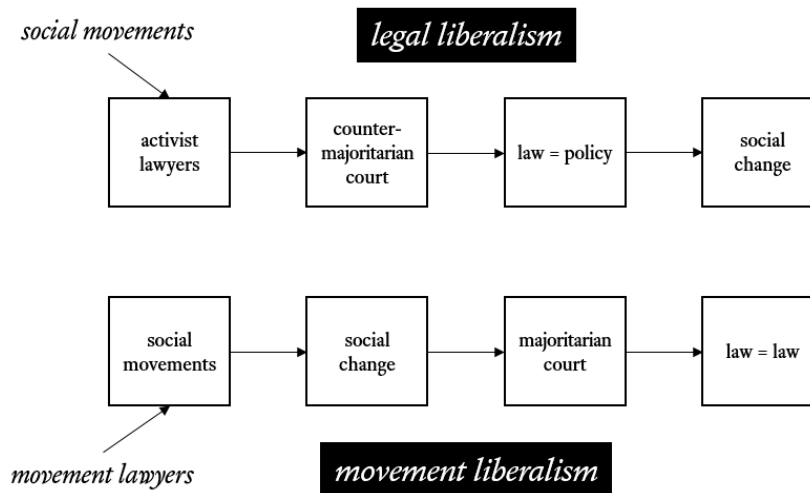 social movements
legal liberalism
activist
lawyers
counter-
majoritarian
court
law = policy
social
change
social
movements
social
change
majoritarian
court
law = law
movement lawyers
movement liberalism